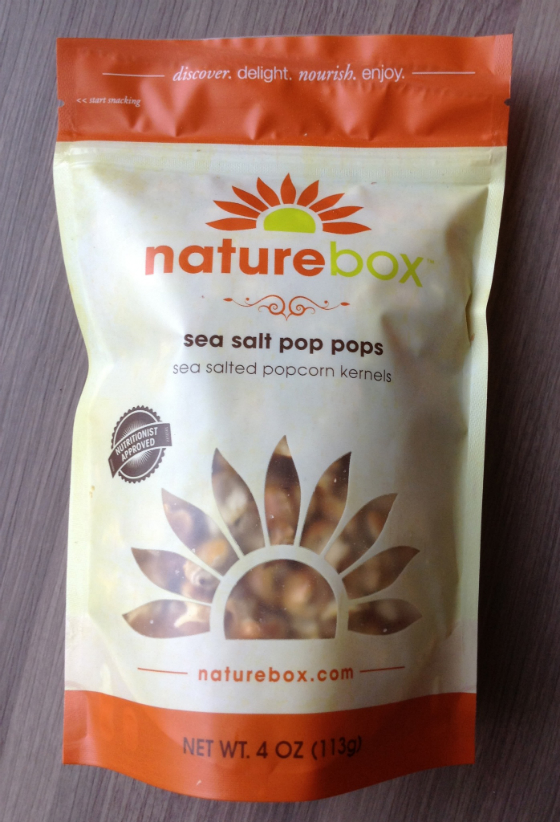 discover. delight. nourish. enjoy.
<< start snacking
naturebox™
sea salt pop pops
sea salted popcorn kernels
NUTRITIONIST
APPROVED
naturebox.com
NET WT. 4 OZ (113g)